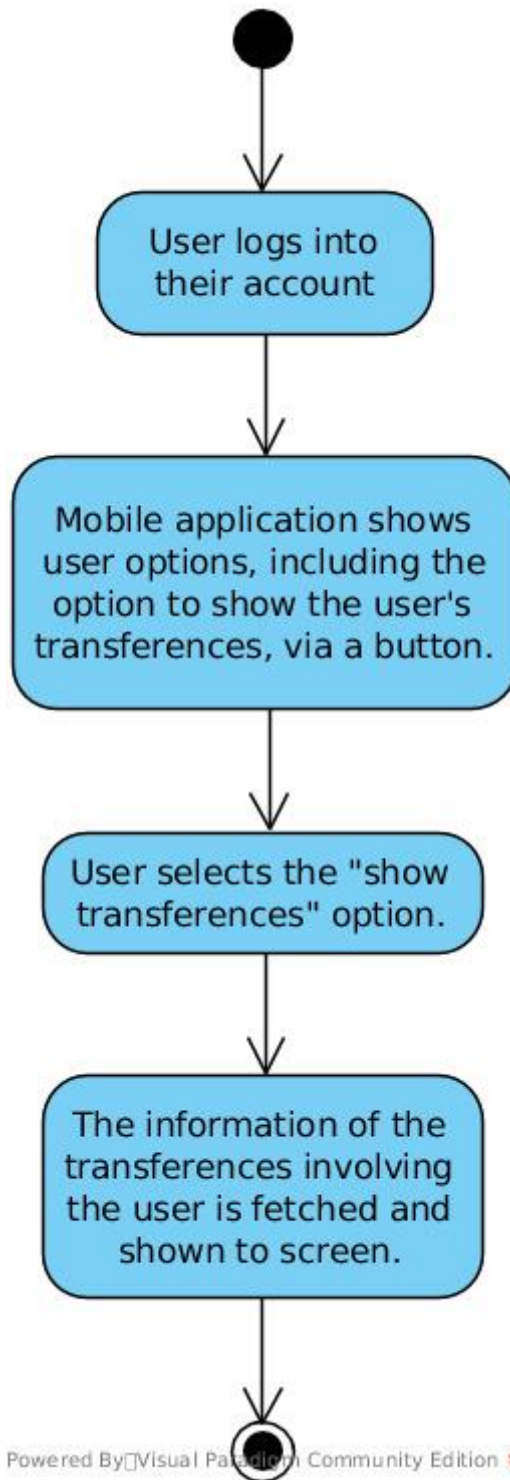 User logs into
their account
Mobile application shows
user options, including the
option to show the user's
transferences, via a button.
User selects the "show
transferences" option.
The information of the
transferences involving
the user is fetched and
shown to screen.
Powered By Visual Paradigm Community Edition